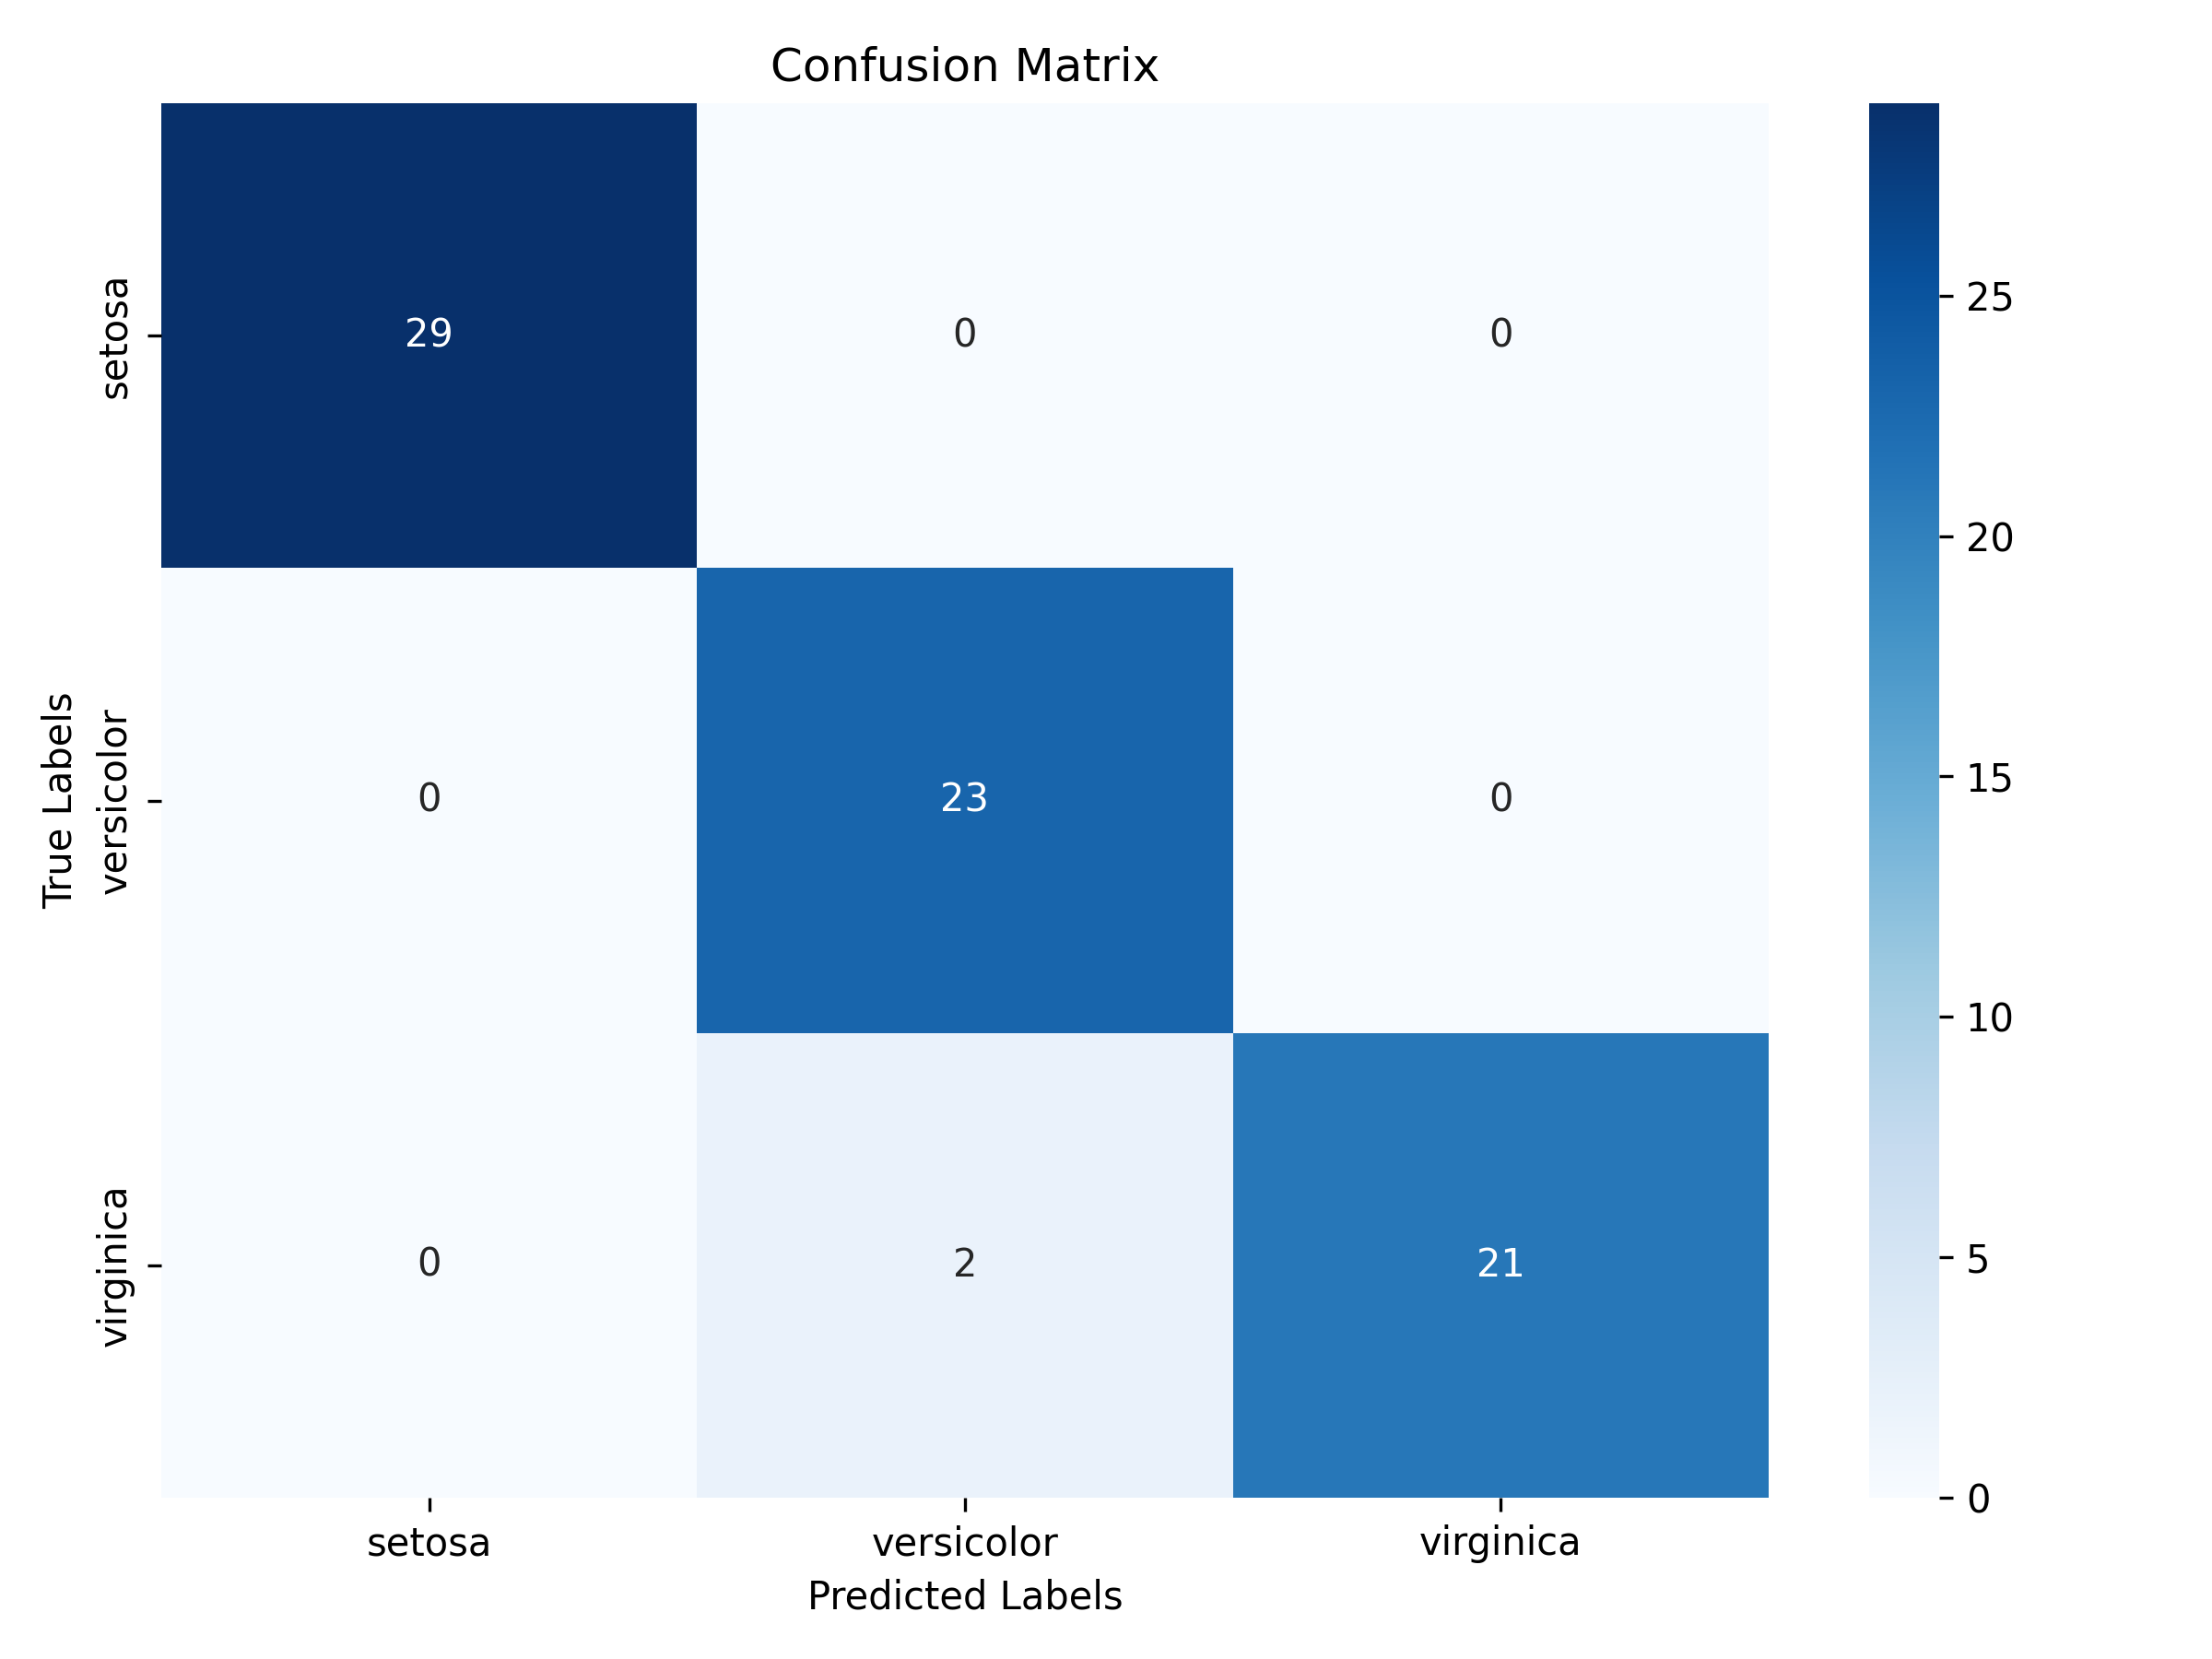 Confusion Matrix
setosa
29
0
0
25
20
True Labels
versicolor
0
23
0
15
10
virginica
0
2
21
5
0
setosa
versicolor
virginica
Predicted Labels